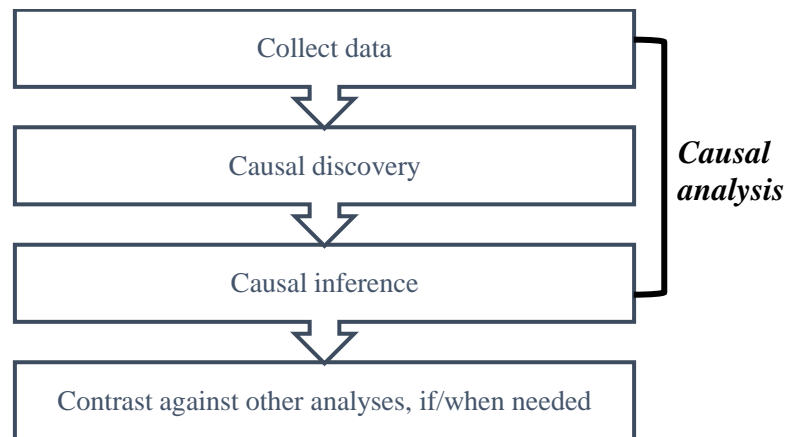 Collect data
Causal discovery
Causal inference
Contrast against other analyses, if/when needed
Causal
analysis